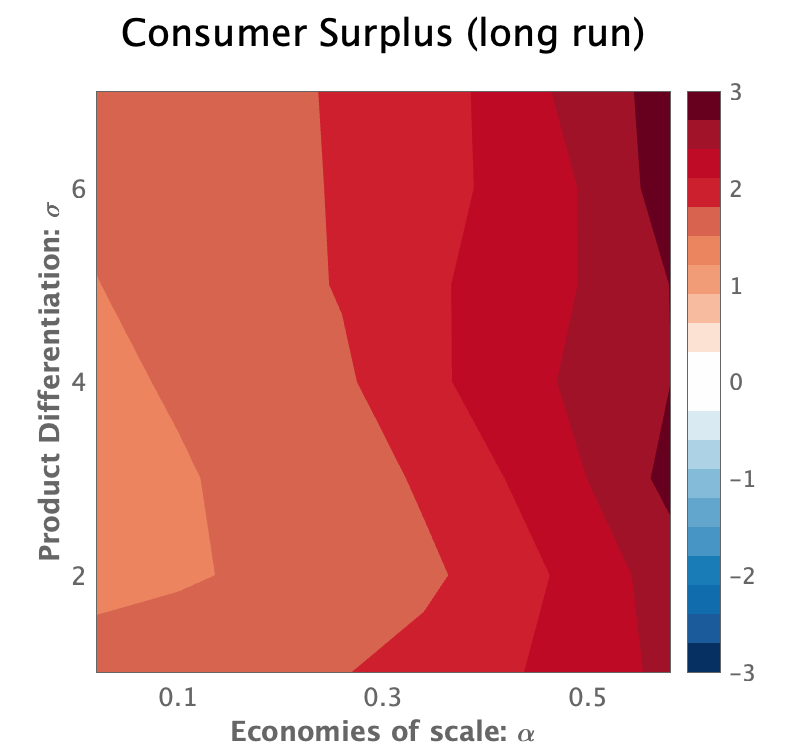 Consumer Surplus (long run)
Product Differentiation: σ
6
4
2
0.1 0.3 0.5
Economies of scale: α
3
2
1
0
−1
−2
−3